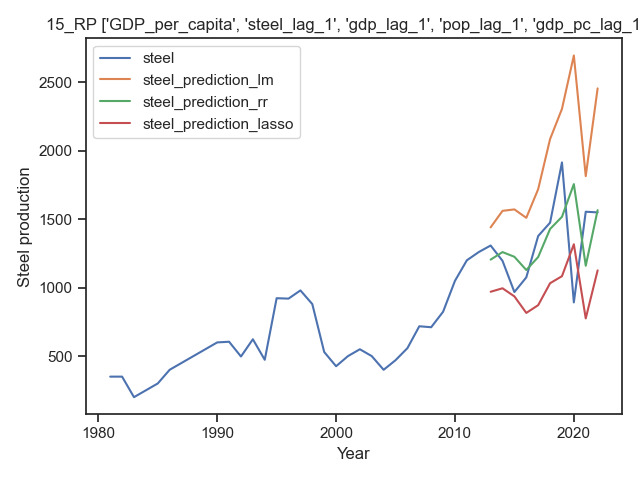 15_RP ['GDP_per_capita', 'steel_lag_1', 'gdp_lag_1', 'pop_lag_1', 'gdp_pc_lag_1
steel
steel_prediction_lm
steel_prediction_rr
steel_prediction_lasso
2500
2000
1500
1000
500
Steel production
1980
1990
2000
2010
2020
Year